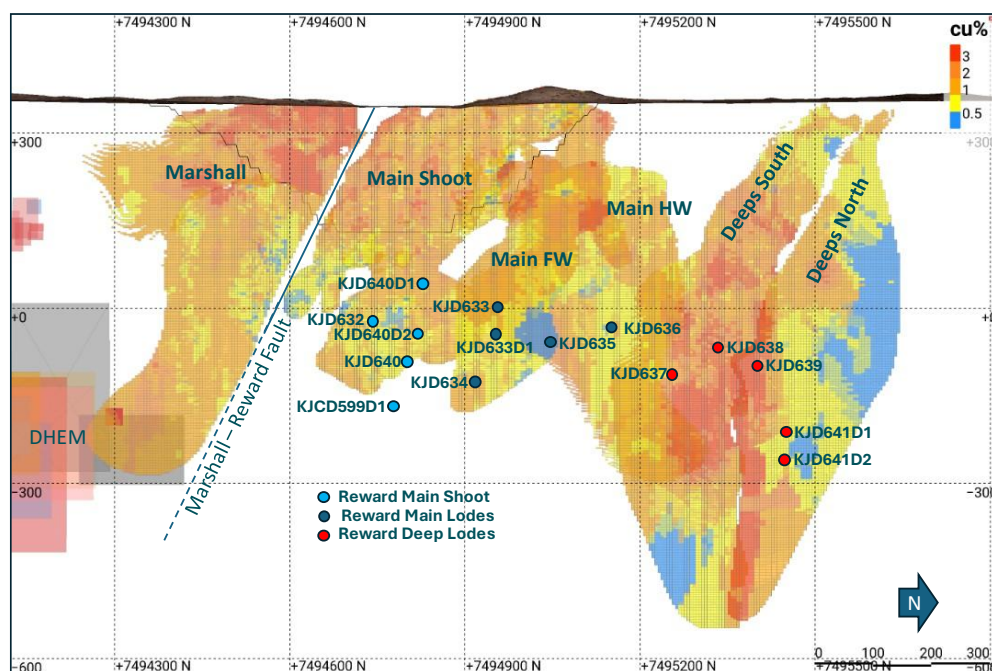 +7494300 N +7494600 N +7494900 N +7495200 N +7495500 N
cu%
3
2
1
0.5
+300 +300
Marshall
Main Shoot
Main HW
Deeps South
Deeps North
Main FW
KJD640D1
KJD633
+0
KJD632
KJD640D2
KJD633D1
KJD636
KJD635
KJD638
KJD640
KJD634
KJD637
KJD639
KJCD599D1
Marshall – Reward Fault
DHEM
KJD641D1
KJD641D2
-300
Reward Main Shoot
Reward Main Lodes
Reward Deep Lodes
N
-600
+7494300 N +7494600 N +7494900 N +7495200 N +7495500 N
0 100 200 300